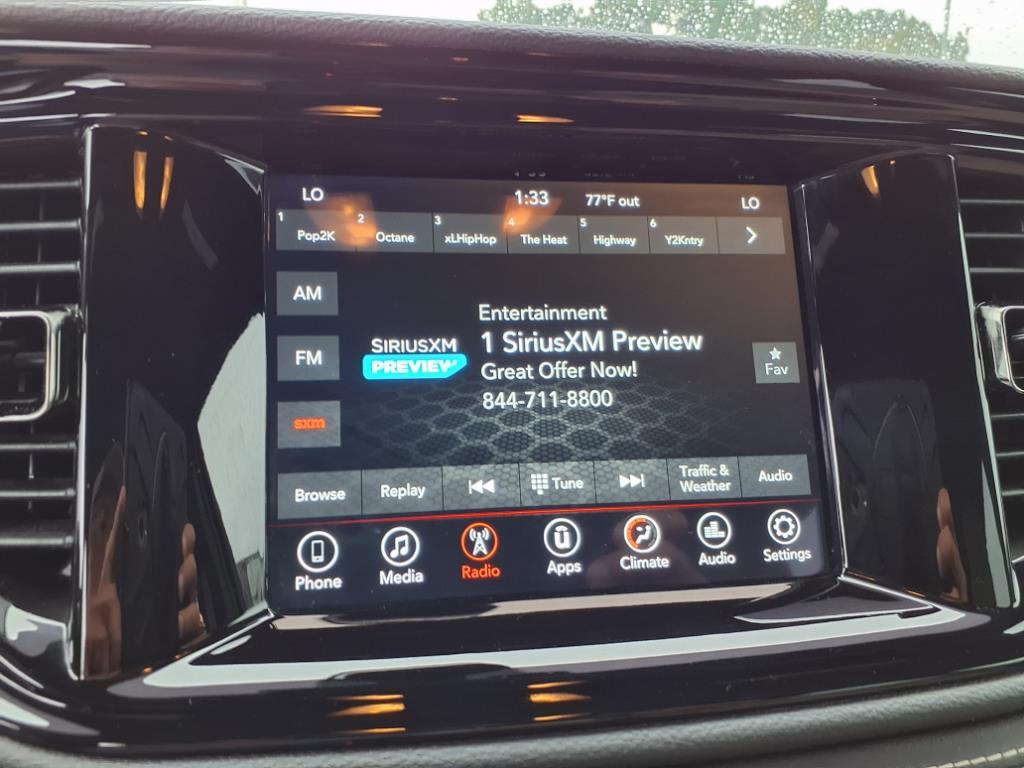 LO 1:33 77°F out LO
1 Pop2K 2 Octane 3 xLHipHop 4 The Heat 5 Highway 6 Y2Kntry
AM
FM
sxm
SIRIUSXM
PREVIEW
Entertainment
1 SiriusXM Preview
Great Offer Now!
844-711-8800
Fav
Browse Replay Tune Traffic &
Weather Audio
Phone Media Radio Apps Climate Audio Settings